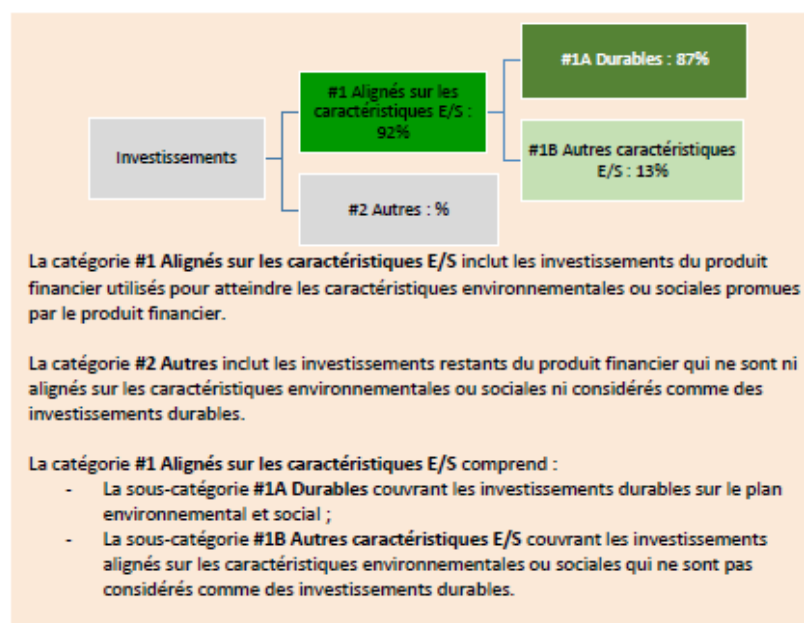 #1A Durables : 87%
#1 Alignés sur les
caractéristiques E/S :
92%
Investissements
#1B Autres caractéristiques
E/S : 13%
#2 Autres : %
La catégorie #1 Alignés sur les caractéristiques E/S inclut les investissements du produit
financier utilisés pour atteindre les caractéristiques environnementales ou sociales promues
par le produit financier.
La catégorie #2 Autres inclut les investissements restants du produit financier qui ne sont ni
alignés sur les caractéristiques environnementales ou sociales ni considérés comme des
investissements durables.
La catégorie #1 Alignés sur les caractéristiques E/S comprend :
- La sous-catégorie #1A Durables couvrant les investissements durables sur le plan
environnemental et social ;
- La sous-catégorie #1B Autres caractéristiques E/S couvrant les investissements
alignés sur les caractéristiques environnementales ou sociales qui ne sont pas
considérés comme des investissements durables.